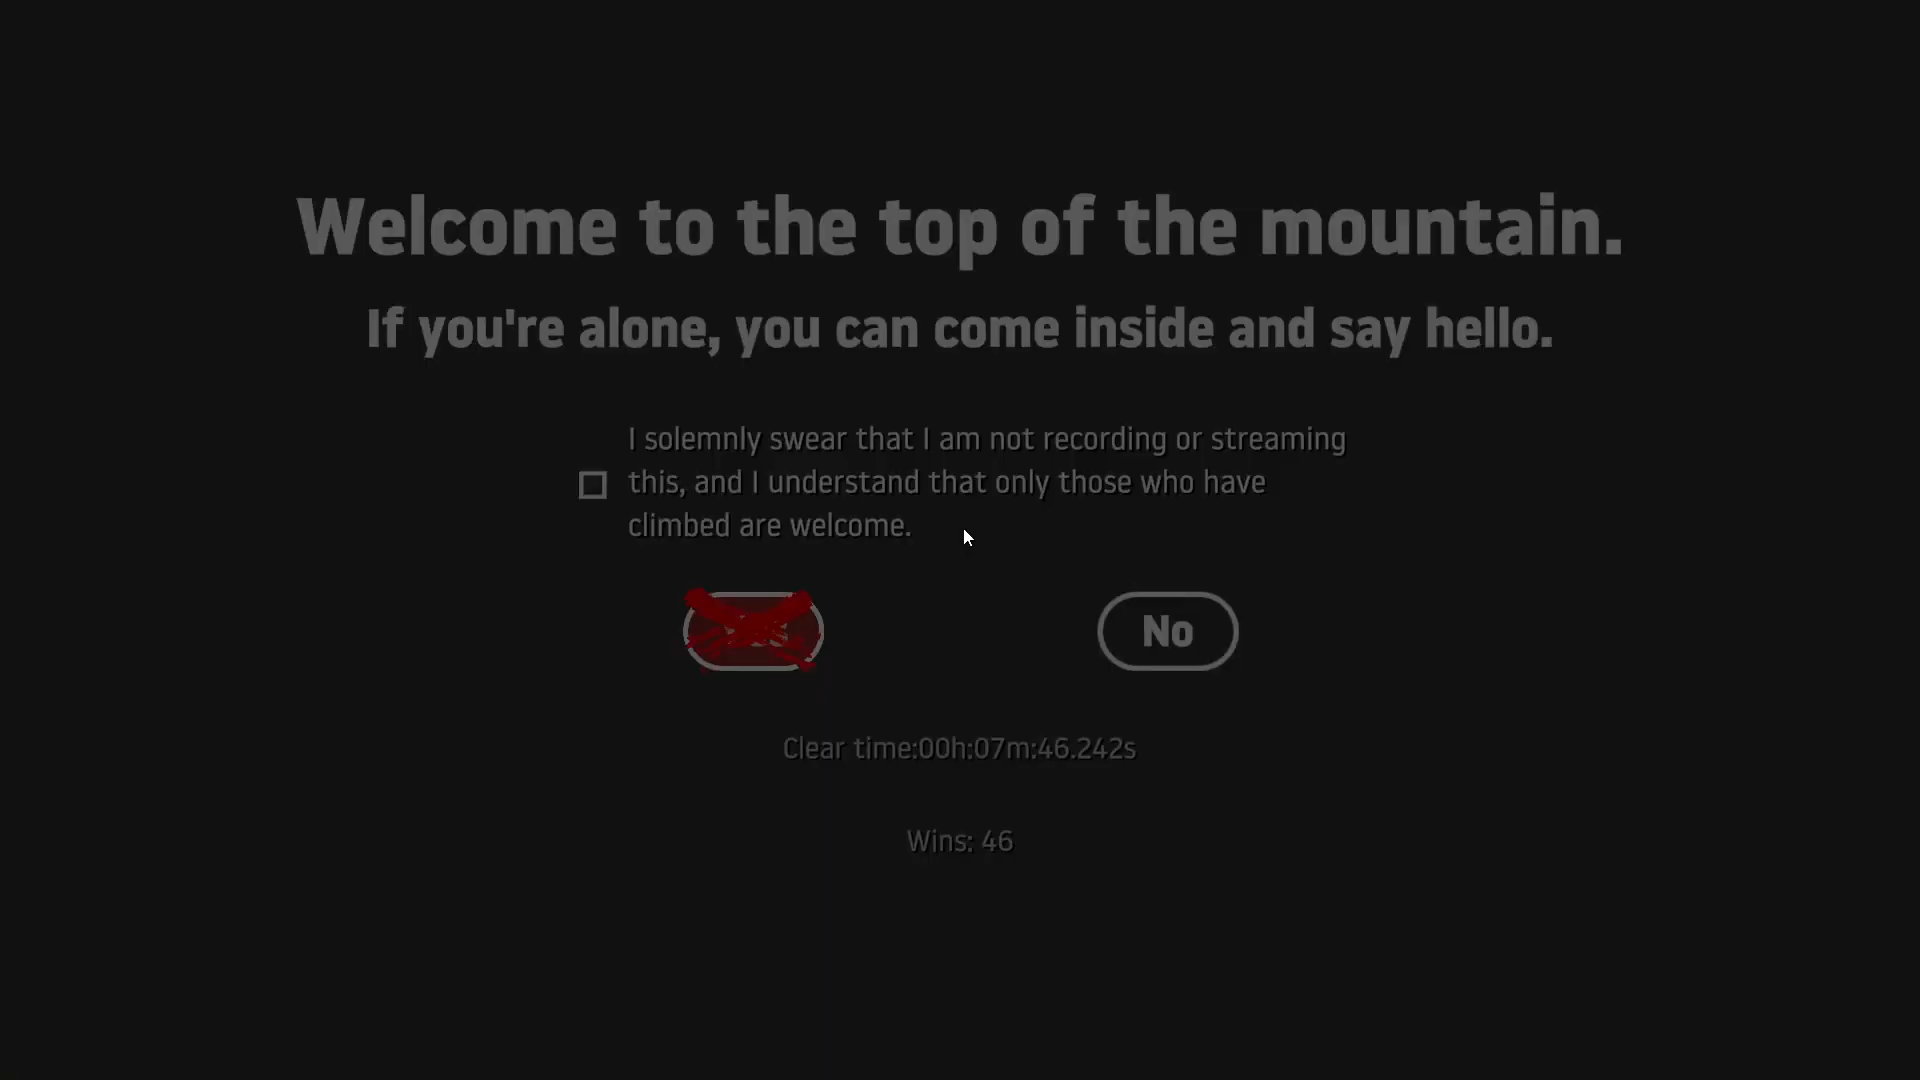 Welcome to the top of the mountain.
If you're alone, you can come inside and say hello.
I solemnly swear that I am not recording or streaming
this, and I understand that only those who have
climbed are welcome.
No
Clear time:00h:07m:46.242s
Wins: 46